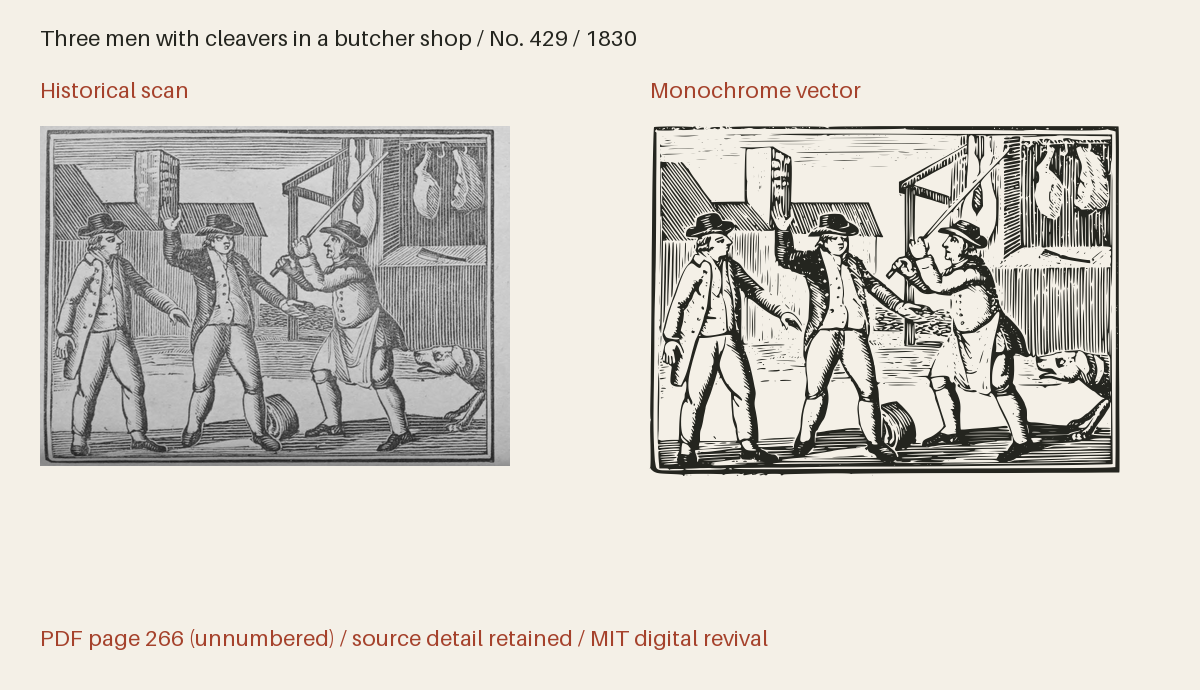 Three men with cleavers in a butcher shop / No. 429 / 1830
Historical scan
Monochrome vector
PDF page 266 (unnumbered) / source detail retained / MIT digital revival